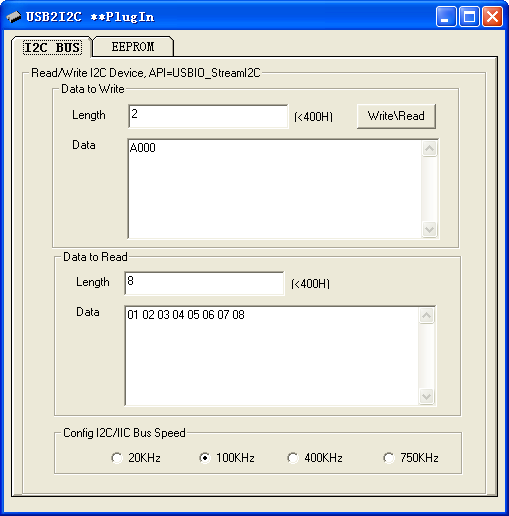 USB2I2C **PlugIn
I2C BUS EEPROM
Read/Write I2C Device, API=USBIO_StreamI2C
Data to Write
Length 2 (<400H) Write\Read
Data A000
Data to Read
Length 8 (<400H)
Data 01 02 03 04 05 06 07 08
Config I2C/IIC Bus Speed
20KHz 100KHz 400KHz 750KHz